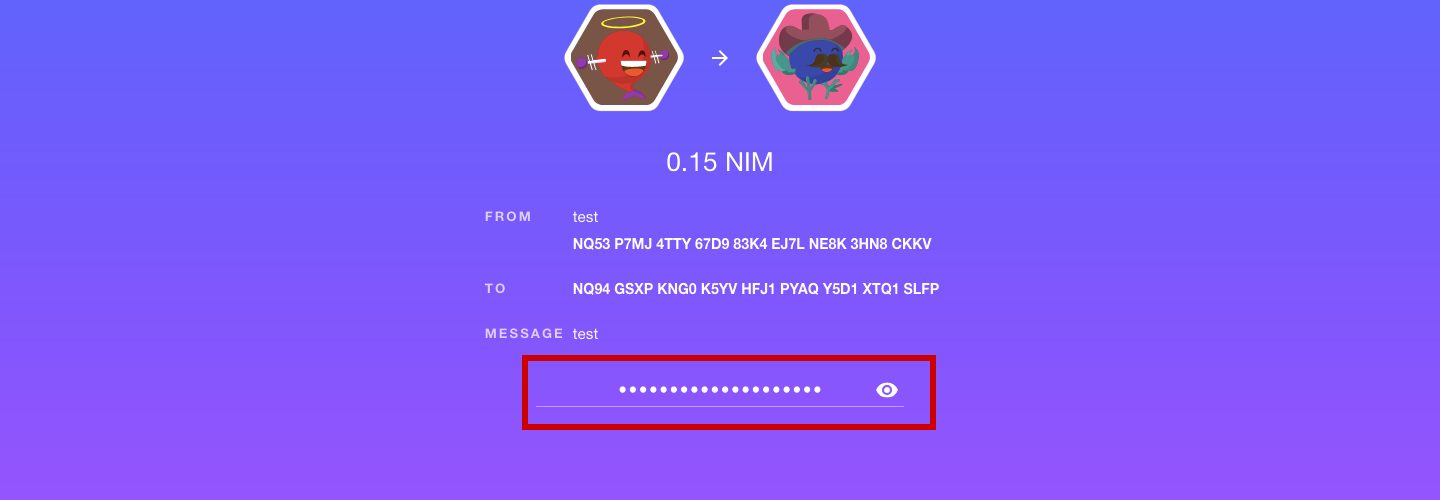 0.15 NIM
FROM test
NQ53 P7MJ 4TTY 67D9 83K4 EJ7L NE8K 3HN8 CKKV
TO NQ94 GSXP KNG0 K5YV HFJ1 PYAQ Y5D1 XTQ1 SLFP
MESSAGE test